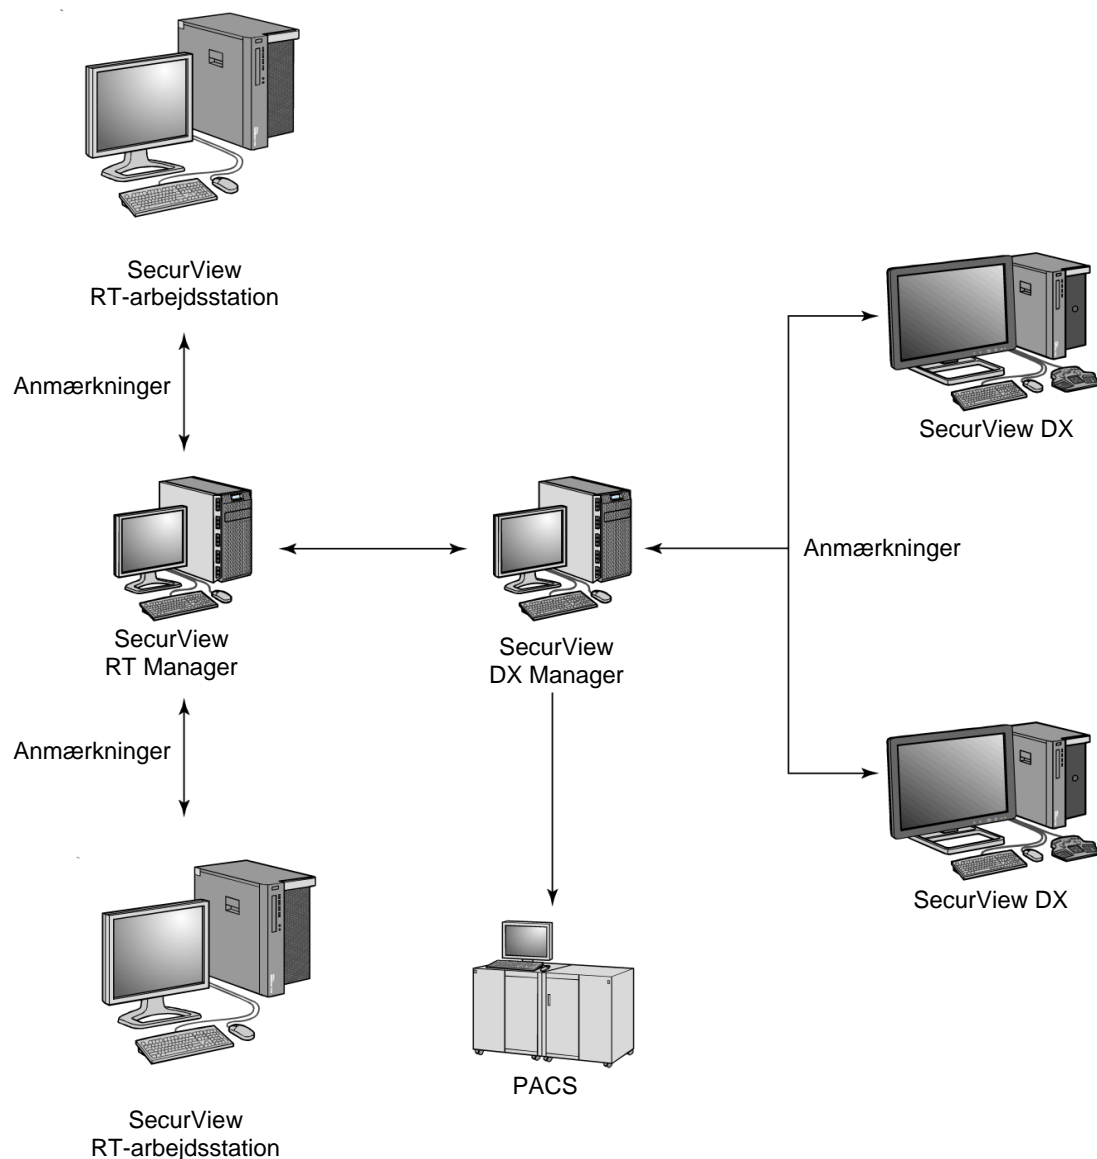 SecurView
RT-arbejdsstation
Anmærkninger
SecurView DX
Anmærkninger
SecurView
RT Manager
SecurView
DX Manager
Anmærkninger
SecurView DX
PACS
SecurView
RT-arbejdsstation